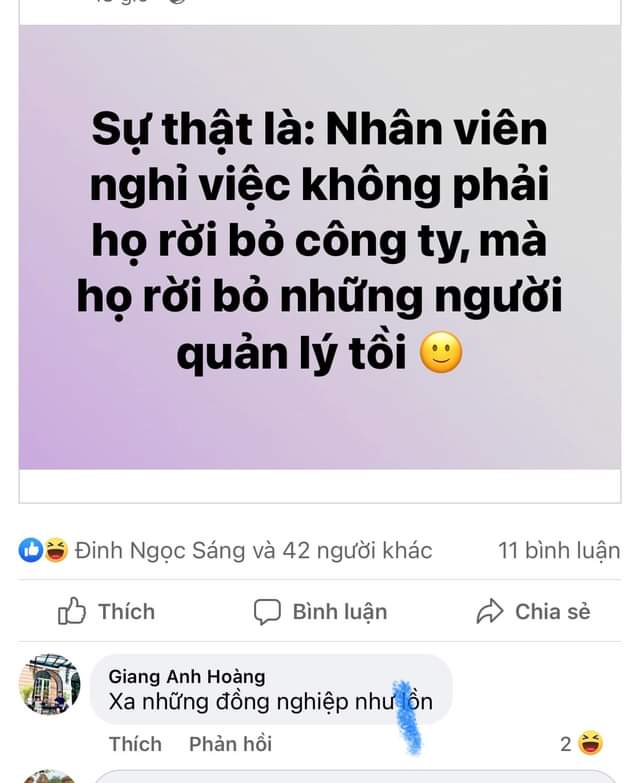 Sự thật là: Nhân viên
nghỉ việc không phải
họ rời bỏ công ty, mà
họ rời bỏ những người
quản lý tồi 🙂
Đinh Ngọc Sáng và 42 người khác
11 bình luận
Thích
Bình luận
Chia sẻ
Giang Anh Hoàng
Xa những đồng nghiệp như lồn
Thích
Phản hồi
2